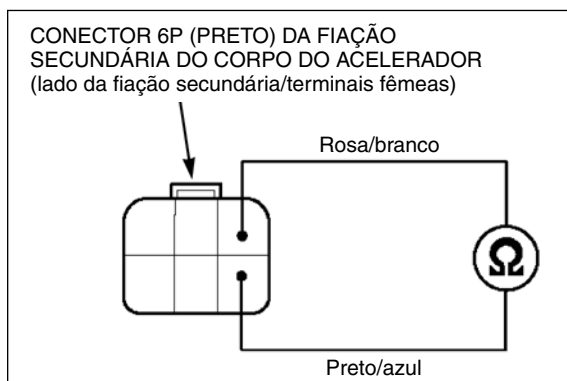 CONECTOR 6P (PRETO) DA FIAÇÃO
SECUNDÁRIA DO CORPO DO ACELERADOR
(lado da fiação secundária/terminais fêmeas)
Rosa/branco
Ω
Preto/azul